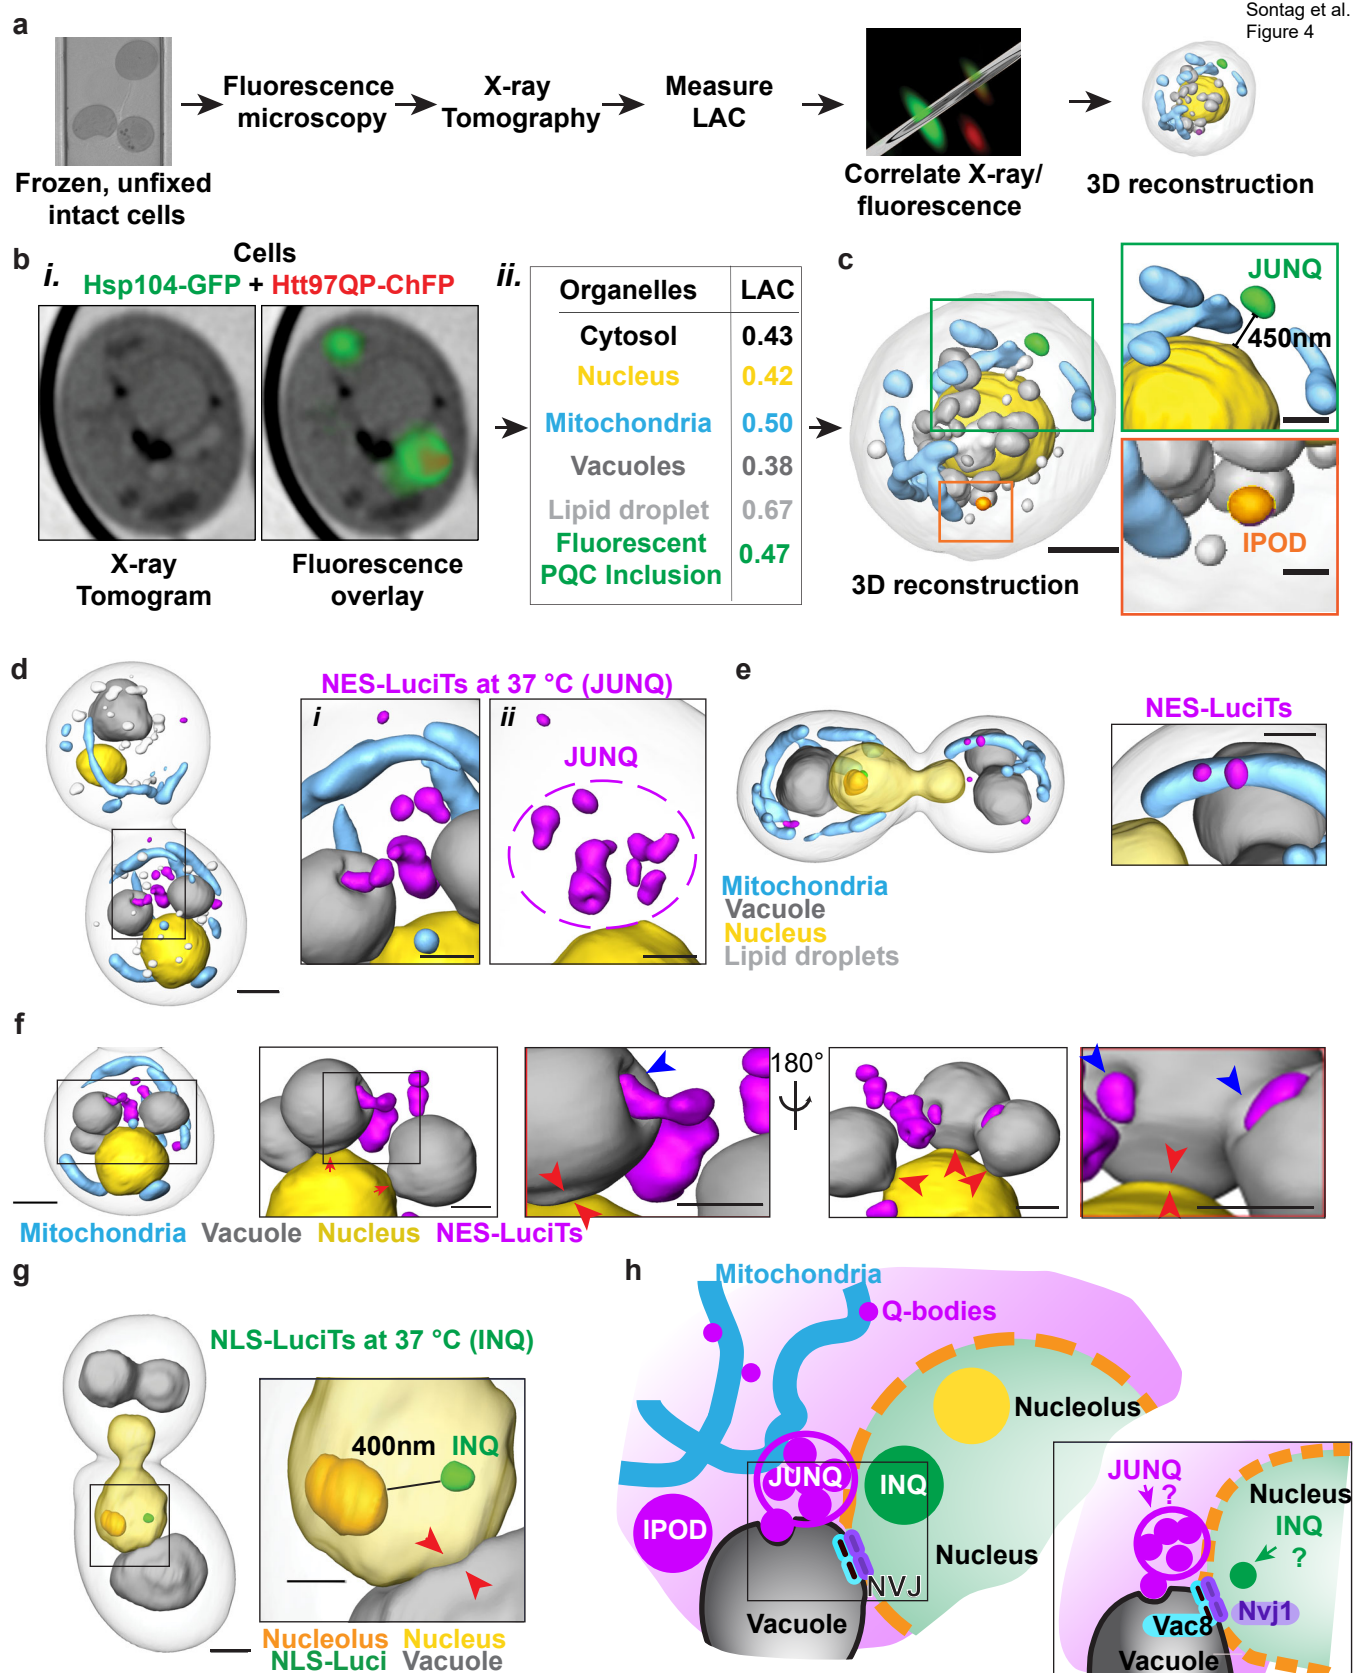 Sontag et al.
Figure 4
a
Fluorescence
microscopy
X-ray
Tomography
Measure
LAC
Frozen, unfixed
intact cells
Correlate X-ray/
fluorescence
3D reconstruction
b
i.
Cells
Hsp104-GFP + Htt97QP-ChFP
X-ray
Tomogram
Fluorescence
overlay
ii.
Organelles LAC
Cytosol 0.43
Nucleus 0.42
Mitochondria 0.50
Vacuoles 0.38
Lipid droplet 0.67
Fluorescent
PQC Inclusion 0.47
c
3D reconstruction
JUNQ
450nm
IPOD
d
NES-LuciTs at 37 °C (JUNQ)
i
ii
JUNQ
e
NES-LuciTs
Mitochondria
Vacuole
Nucleus
Lipid droplets
f
180°
Mitochondria Vacuole Nucleus NES-LuciTs
g
NLS-LuciTs at 37 °C (INQ)
400nm
INQ
Nucleolus Nucleus
NLS-Luci Vacuole
h
Mitochondria
Q-bodies
Nucleolus
JUNQ
INQ
IPOD
Nucleus
NVJ
Vacuole
JUNQ
?
Nucleus
INQ
?
Vac8
Nvj1
Vacuole